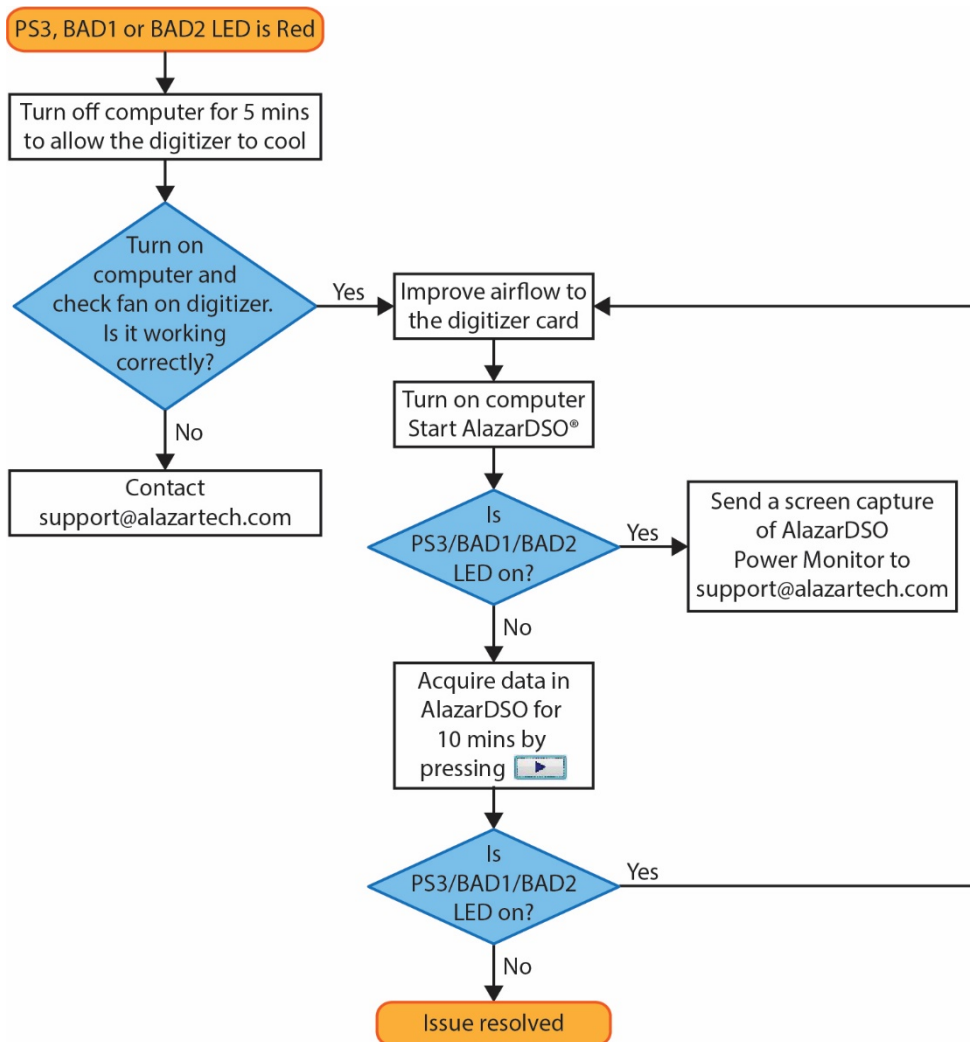 PS3, BAD1 or BAD2 LED is Red
Turn off computer for 5 mins
to allow the digitizer to cool
Turn on
computer and
check fan on digitizer.
Is it working
correctly?
Yes
No
Contact
support@alazartech.com
Improve airflow to
the digitizer card
Turn on computer
Start AlazarDSO®
Is
PS3/BAD1/BAD2
LED on?
Yes
Send a screen capture
of AlazarDSO
Power Monitor to
support@alazartech.com
No
Acquire data in
AlazarDSO for
10 mins by
pressing
Is
PS3/BAD1/BAD2
LED on?
Yes
No
Issue resolved